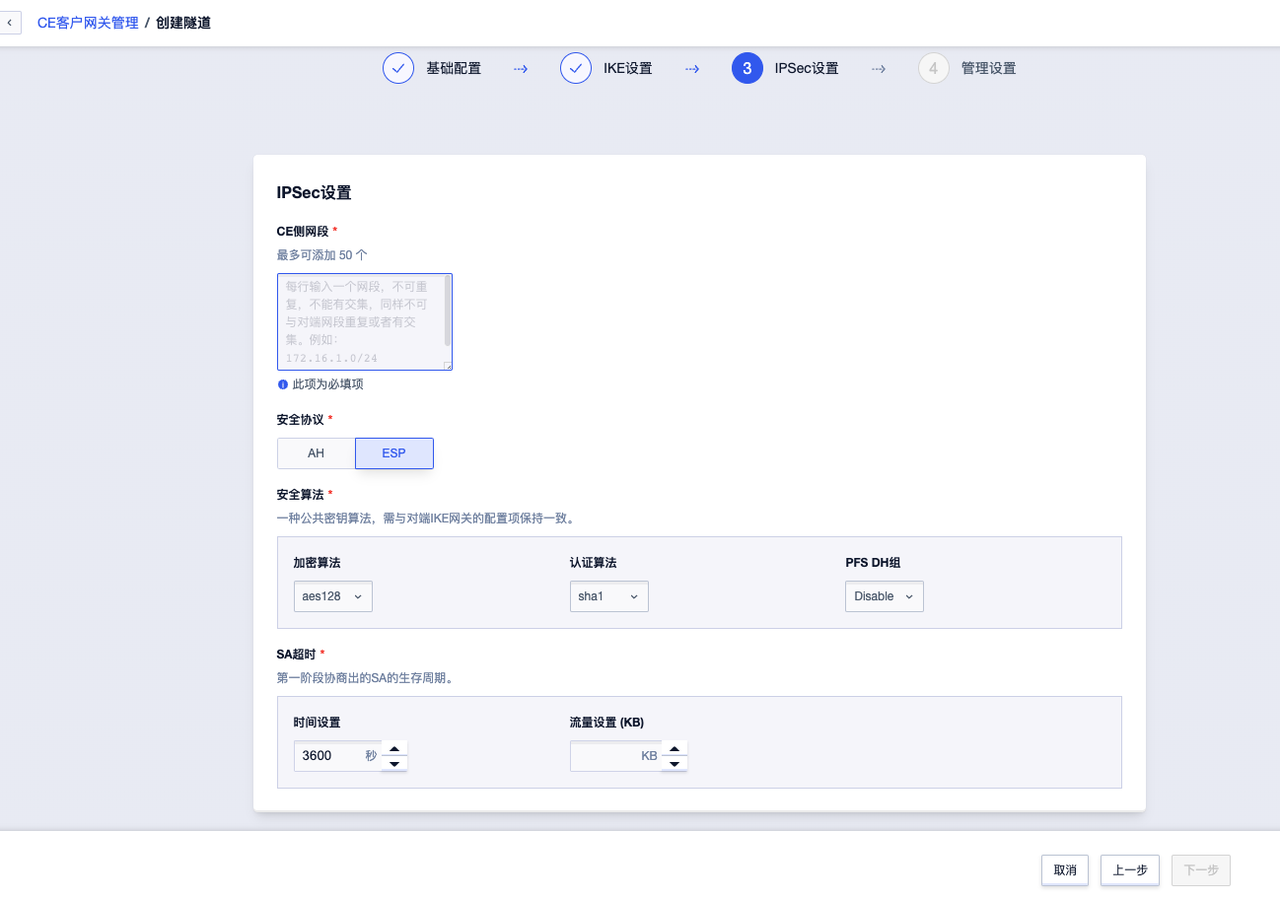 CE客户网关管理 / 创建隧道
基础配置 IKE设置 3 IPSec设置 4 管理设置
IPSec设置
CE侧网段 *
最多可添加 50 个
每行输入一个网段，不可重
复，不能有交集，同样不可
与对端网段重复或者有交
集。例如：
172.16.1.0/24
此项为必填项
安全协议 *
AH ESP
安全算法 *
一种公共密钥算法，需与对端IKE网关的配置项保持一致。
加密算法 认证算法 PFS DH组
aes128 sha1 Disable
SA超时 *
第一阶段协商出的SA的生存周期。
时间设置 流量设置 (KB)
3600 秒 KB
取消 上一步 下一步